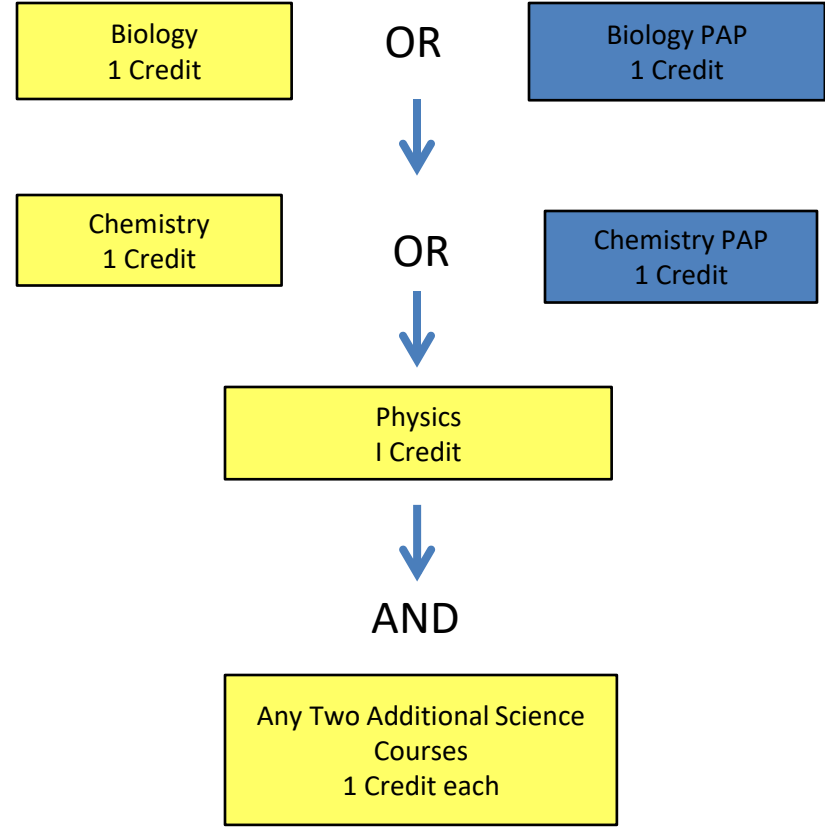 Biology
1 Credit
OR
Biology PAP
1 Credit
Chemistry
1 Credit
OR
Chemistry PAP
1 Credit
Physics
I Credit
AND
Any Two Additional Science
Courses
1 Credit each